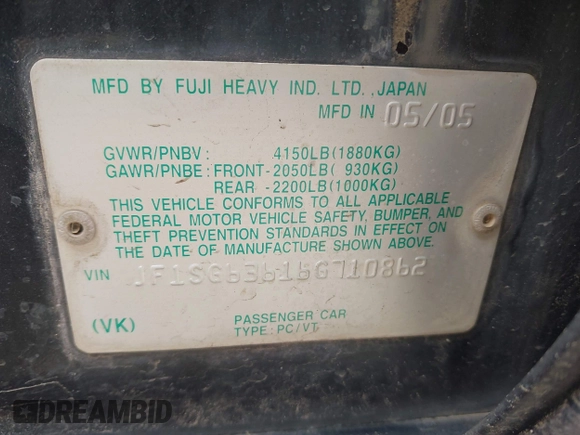 MFD BY FUJI HEAVY IND. LTD., JAPAN
MFD IN 05/05
GVWR/PNBV: 4150LB(1880KG)
GAWR/PNBE: FRONT-2050LB( 930KG)
REAR -2200LB(1000KG)
THIS VEHICLE CONFORMS TO ALL APPLICABLE
FEDERAL MOTOR VEHICLE SAFETY, BUMPER, AND
THEFT PREVENTION STANDARDS IN EFFECT ON
THE DATE OF MANUFACTURE SHOWN ABOVE.
VIN JF1SG63616G710862
(VK) PASSENGER CAR
TYPE: PC/VT
DREAMBID